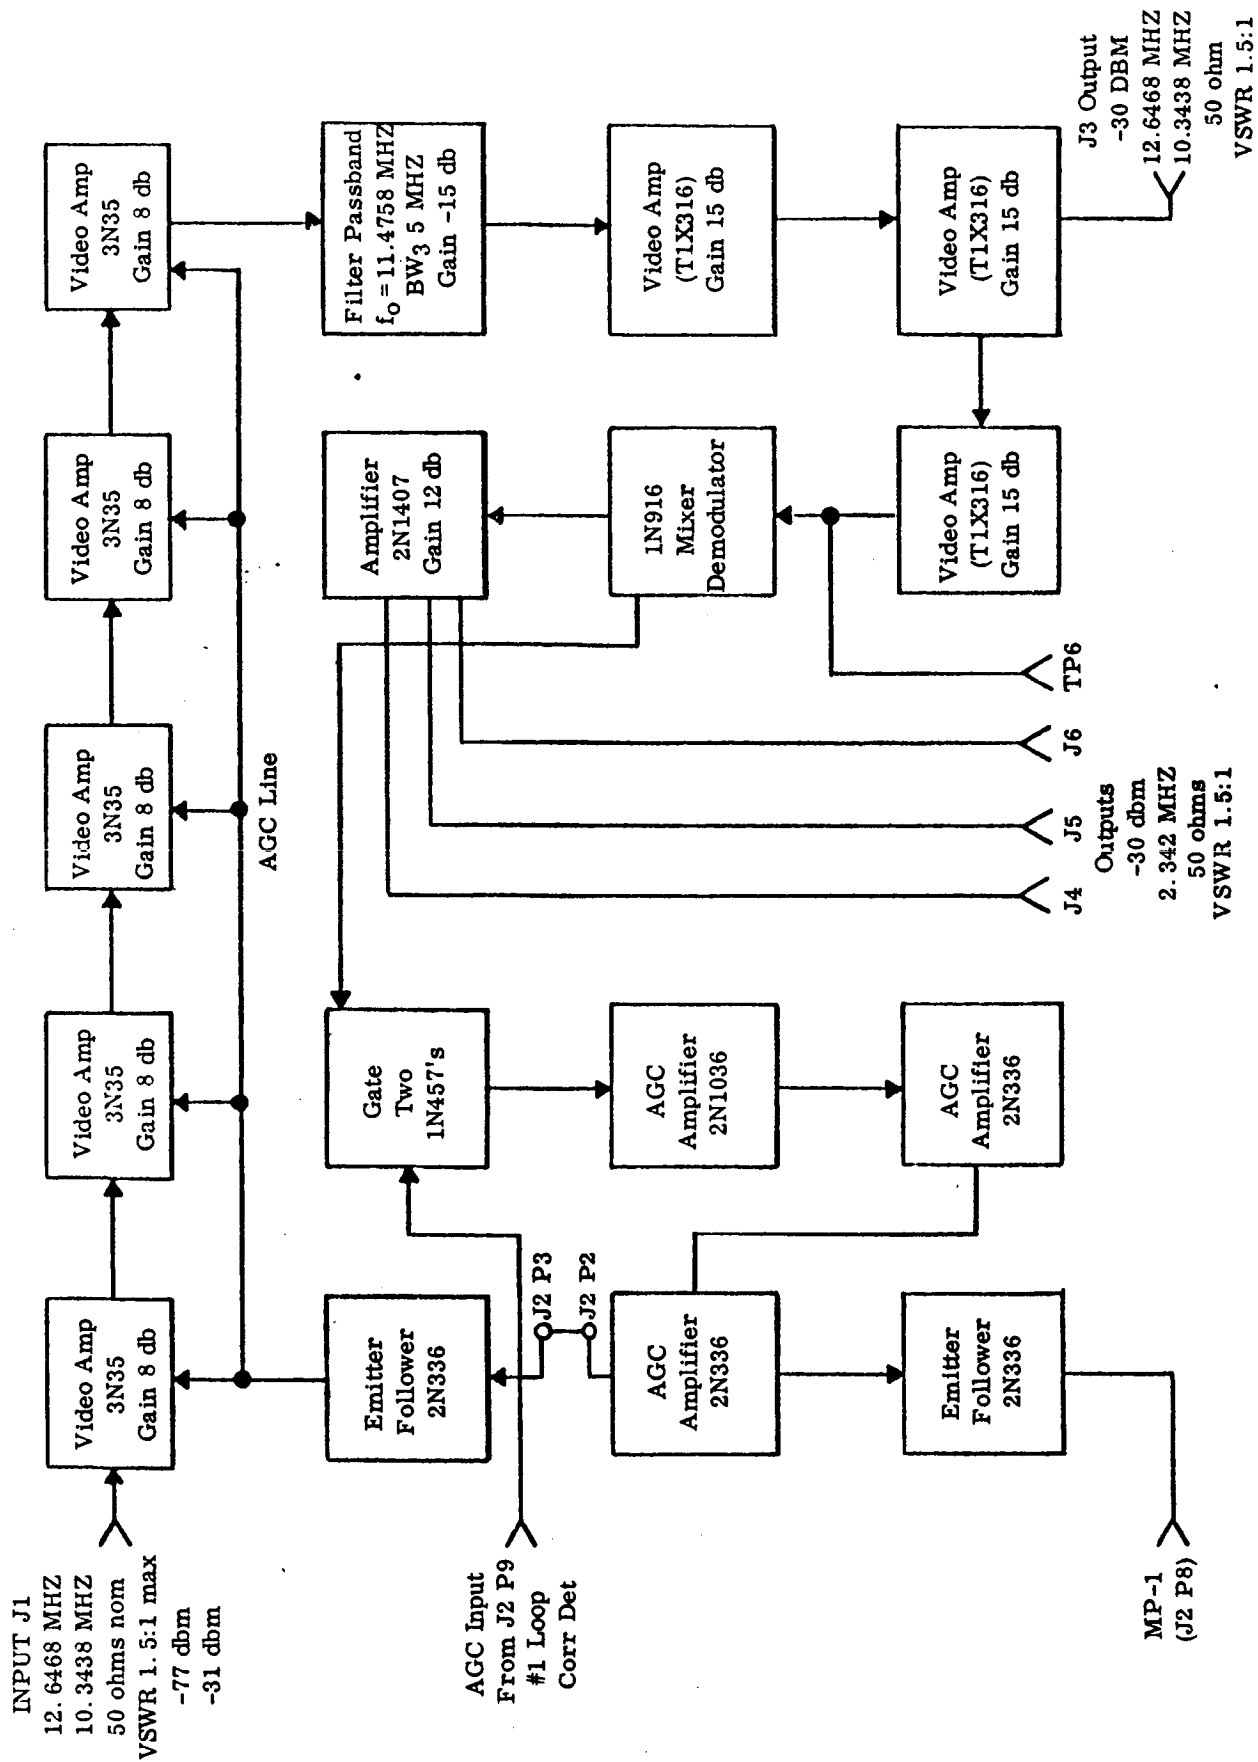 INPUT J1
12.6468 MHZ
10.3438 MHZ
50 ohms nom
VSWR 1.5:1 max
-77 dbm
-31 dbm
Video Amp
3N35
Gain 8 db
Video Amp
3N35
Gain 8 db
Video Amp
3N35
Gain 8 db
Video Amp
3N35
Gain 8 db
Video Amp
3N35
Gain 8 db
AGC Line
Emitter
Follower
2N336
Gate
Two
1N457's
Amplifier
2N1407
Gain 12 db
Filter Passband
fo = 11.4758 MHZ
BW3 5 MHZ
Gain -15 db
AGC Input
From J2 P9
#1 Loop
Corr Det
J2 P3
J2 P2
AGC
Amplifier
2N336
AGC
Amplifier
2N1036
1N916
Mixer
Demodulator
Video Amp
(T1X316)
Gain 15 db
Emitter
Follower
2N336
AGC
Amplifier
2N336
Video Amp
(T1X316)
Gain 15 db
Video Amp
(T1X316)
Gain 15 db
MP-1
(J2 P8)
J4
J5
J6
TP6
Outputs
-30 dbm
2.342 MHZ
50 ohms
VSWR 1.5:1
J3 Output
-30 DBM
12.6468 MHZ
10.3438 MHZ
50 ohm
VSWR 1.5:1